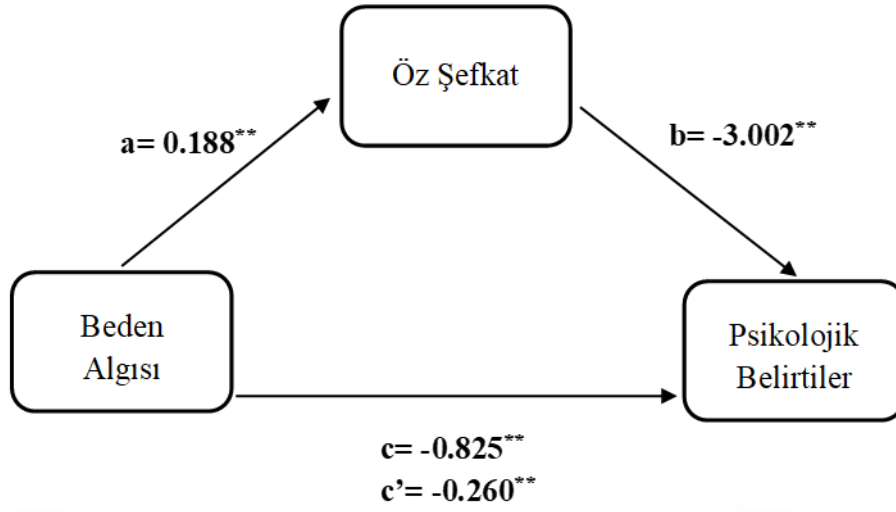 Öz Şefkat
a= 0.188**
b= -3.002**
Beden
Algısı
Psikolojik
Belirtiler
c= -0.825**
c’= -0.260**